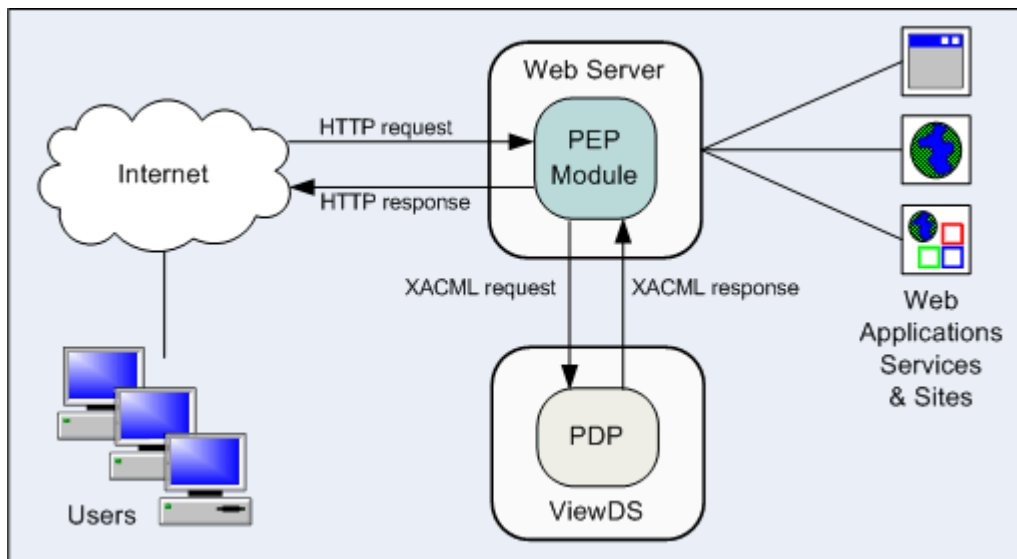 Web Server
HTTP request
PEP
Module
Internet
HTTP response
XACML request
XACML response
Web
Applications
Services
& Sites
PDP
Users
ViewDS